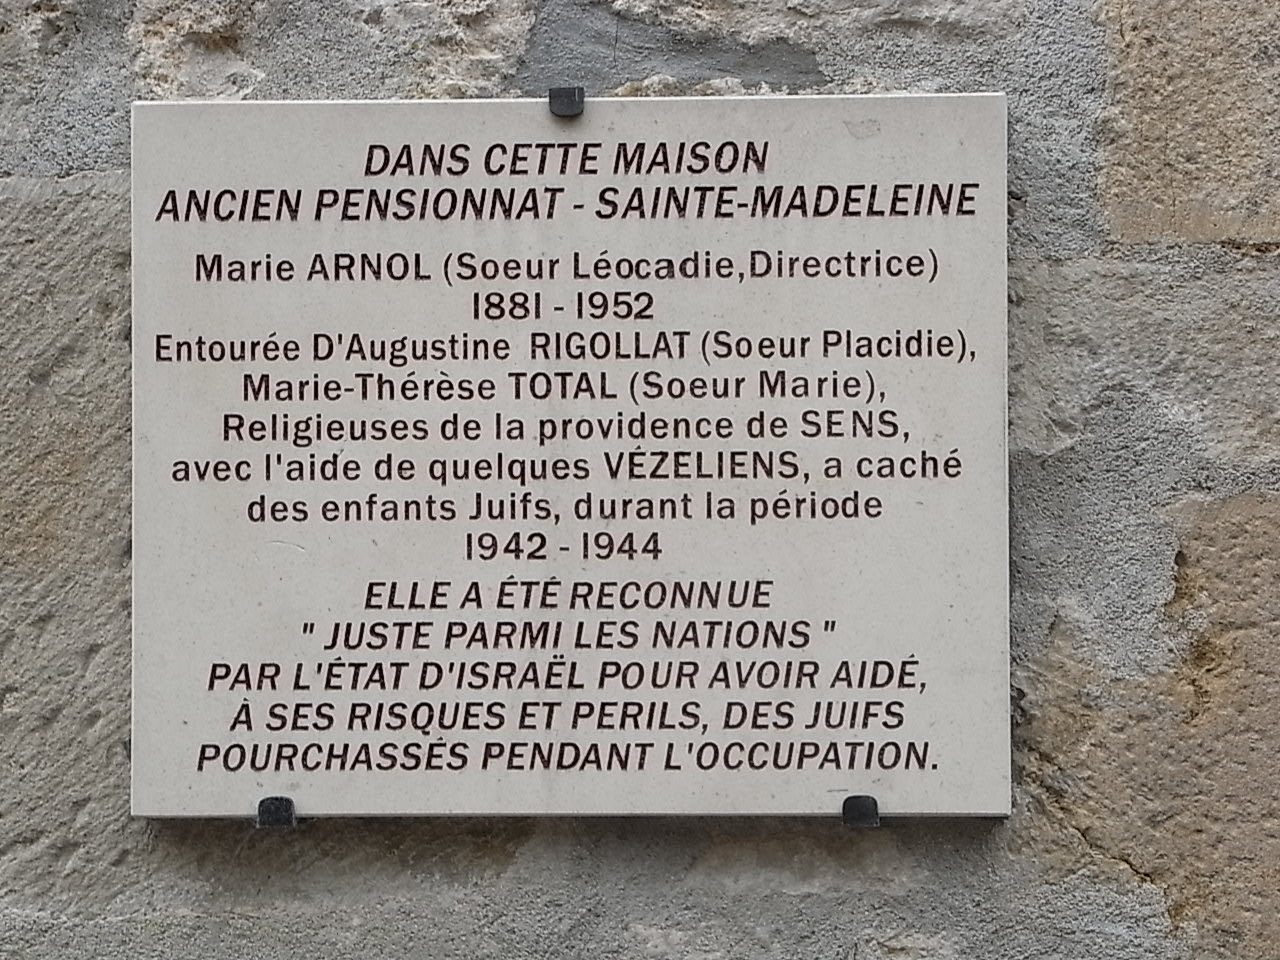 DANS CETTE MAISON
ANCIEN PENSIONNAT - SAINTE-MADELEINE
Marie ARNOL (Soeur Léocadie,Directrice)
1881 - 1952
Entourée D'Augustine RIGOLLAT (Soeur Placidie),
Marie-Thérèse TOTAL (Soeur Marie),
Religieuses de la providence de SENS,
avec l'aide de quelques VÉZELIENS, a caché
des enfants Juifs, durant la période
1942 - 1944
ELLE A ÉTÉ RECONNUE
" JUSTE PARMI LES NATIONS "
PAR L'ÉTAT D'ISRAËL POUR AVOIR AIDÉ,
À SES RISQUES ET PERILS, DES JUIFS
POURCHASSÉS PENDANT L'OCCUPATION.